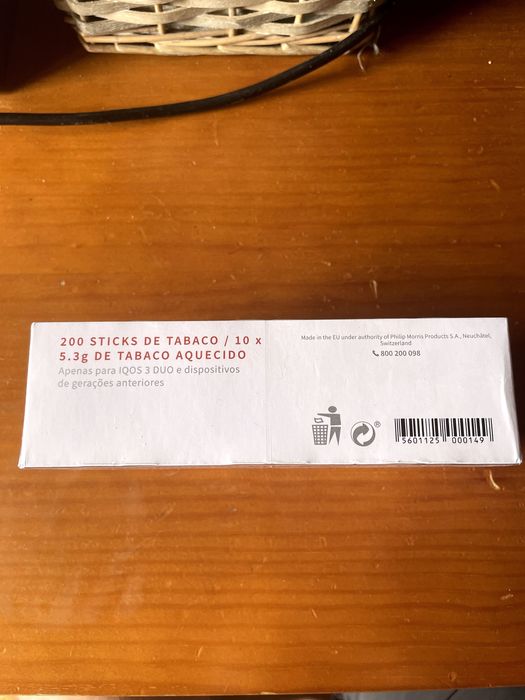 200 STICKS DE TABACO / 10 x
5.3g DE TABACO AQUECIDO
Apenas para IQOS 3 DUO e dispositivos
de gerações anteriores
Made in the EU under authority of Philip Morris Products S.A., Neuchâtel,
Switzerland
800 200 098
®
5601125 000149